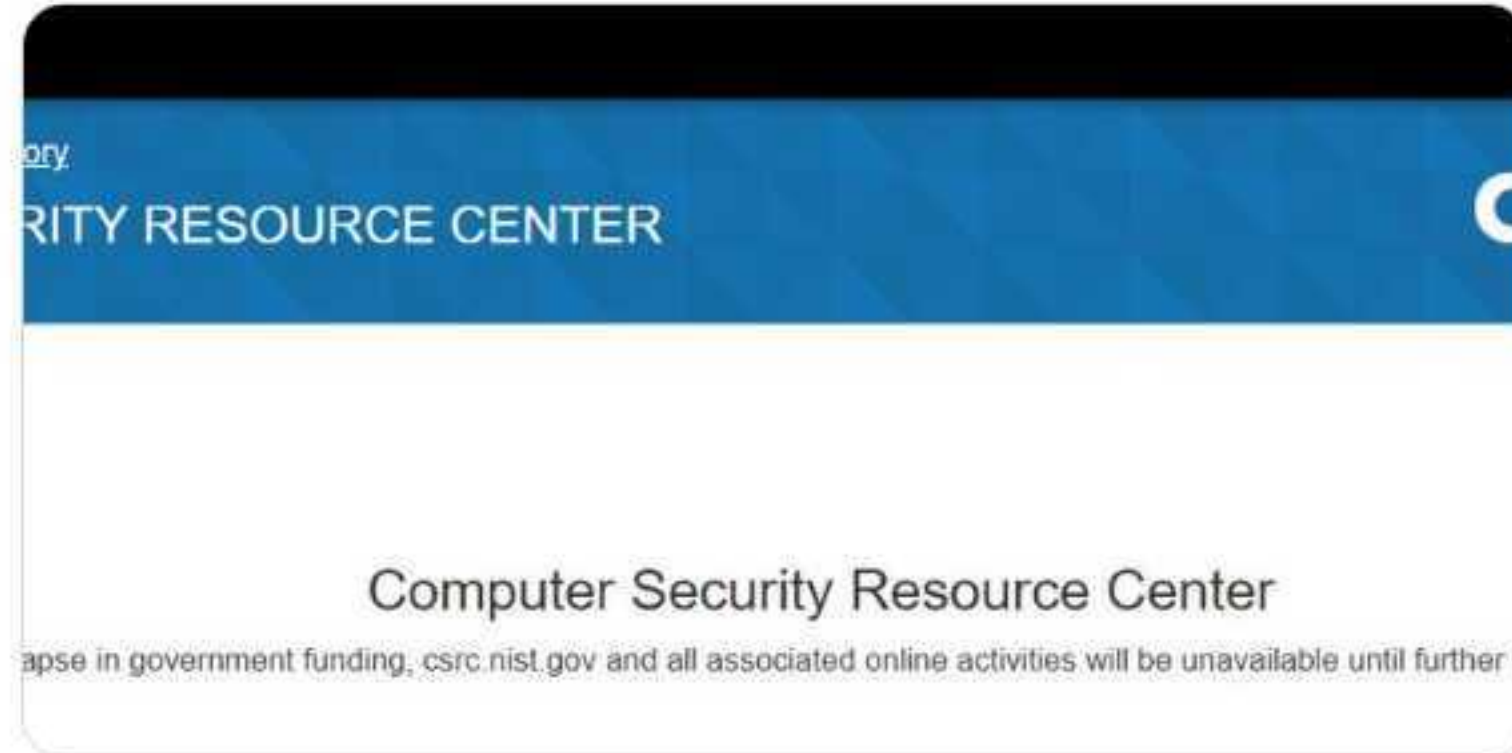 ory
RITY RESOURCE CENTER
C
Computer Security Resource Center
apse in government funding, csrc.nist.gov and all associated online activities will be unavailable until further